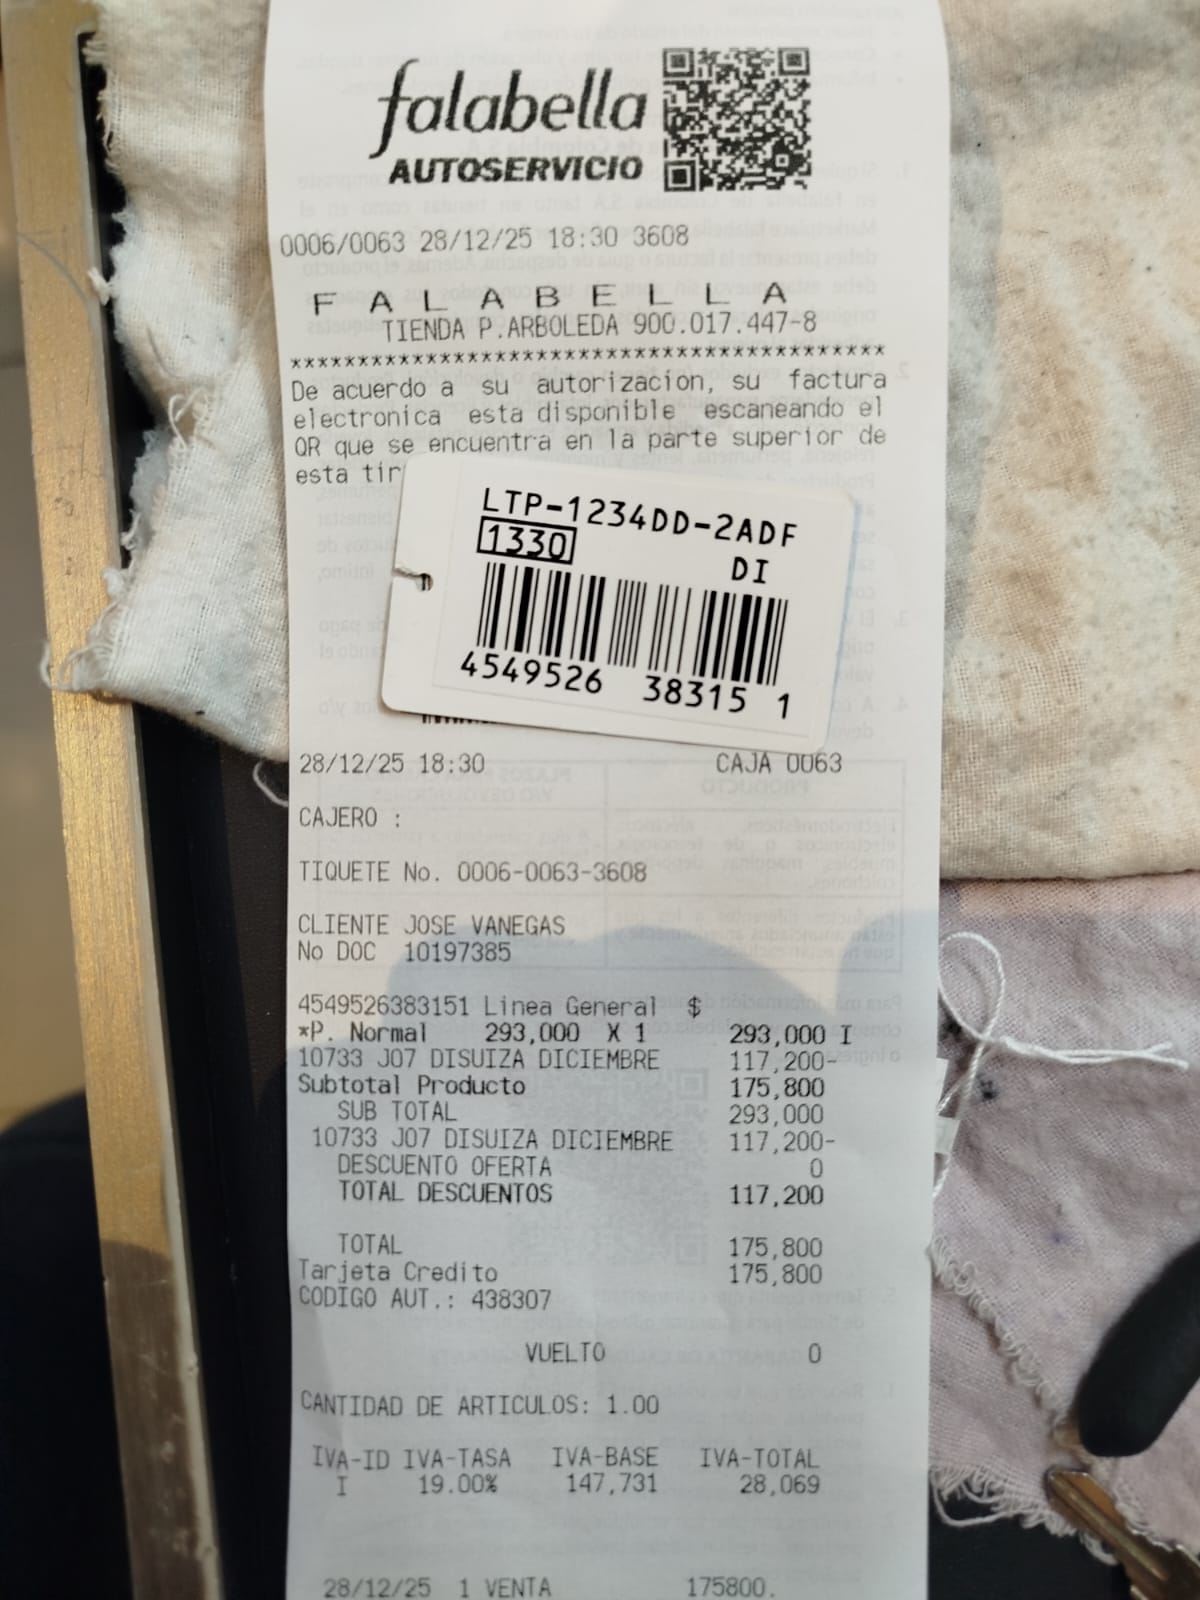 falabella
AUTOSERVICIO
0006/0063 28/12/25 18:30 3608
F A L A B E L L A
TIENDA P.ARBOLEDA 900.017.447-8
********************************************
De acuerdo a su autorizacion, su factura
electronica esta disponible escaneando el
QR que se encuentra en la parte superior de
esta tir
LTP-1234DD-2ADF
1330
DI
4549526 38315 1
28/12/25 18:30 CAJA 0063
CAJERO :
TIQUETE No. 0006-0063-3608
CLIENTE JOSE VANEGAS
No DOC 10197385
4549526383151 Linea General $
*P. Normal 293,000 X 1 293,000 I
10733 J07 DISUIZA DICIEMBRE 117,200-
Subtotal Producto 175,800
SUB TOTAL 293,000
10733 J07 DISUIZA DICIEMBRE 117,200-
DESCUENTO OFERTA 0
TOTAL DESCUENTOS 117,200
TOTAL 175,800
Tarjeta Credito 175,800
CODIGO AUT.: 438307
VUELTO 0
CANTIDAD DE ARTICULOS: 1.00
IVA-ID IVA-TASA IVA-BASE IVA-TOTAL
I 19.00% 147,731 28,069
28/12/25 1 VENTA 175800.